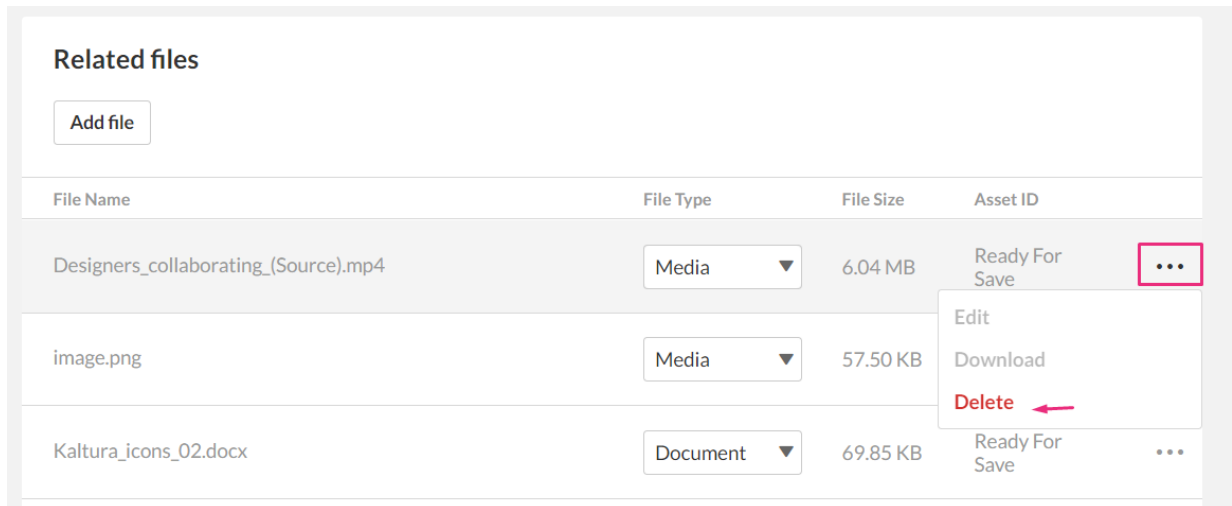 Related files
Add file
File Name File Type File Size Asset ID
Designers_collaborating_(Source).mp4 Media 6.04 MB Ready For
Save
Edit
image.png Media 57.50 KB Download
Delete
Kaltura_icons_02.docx Document 69.85 KB Ready For
Save